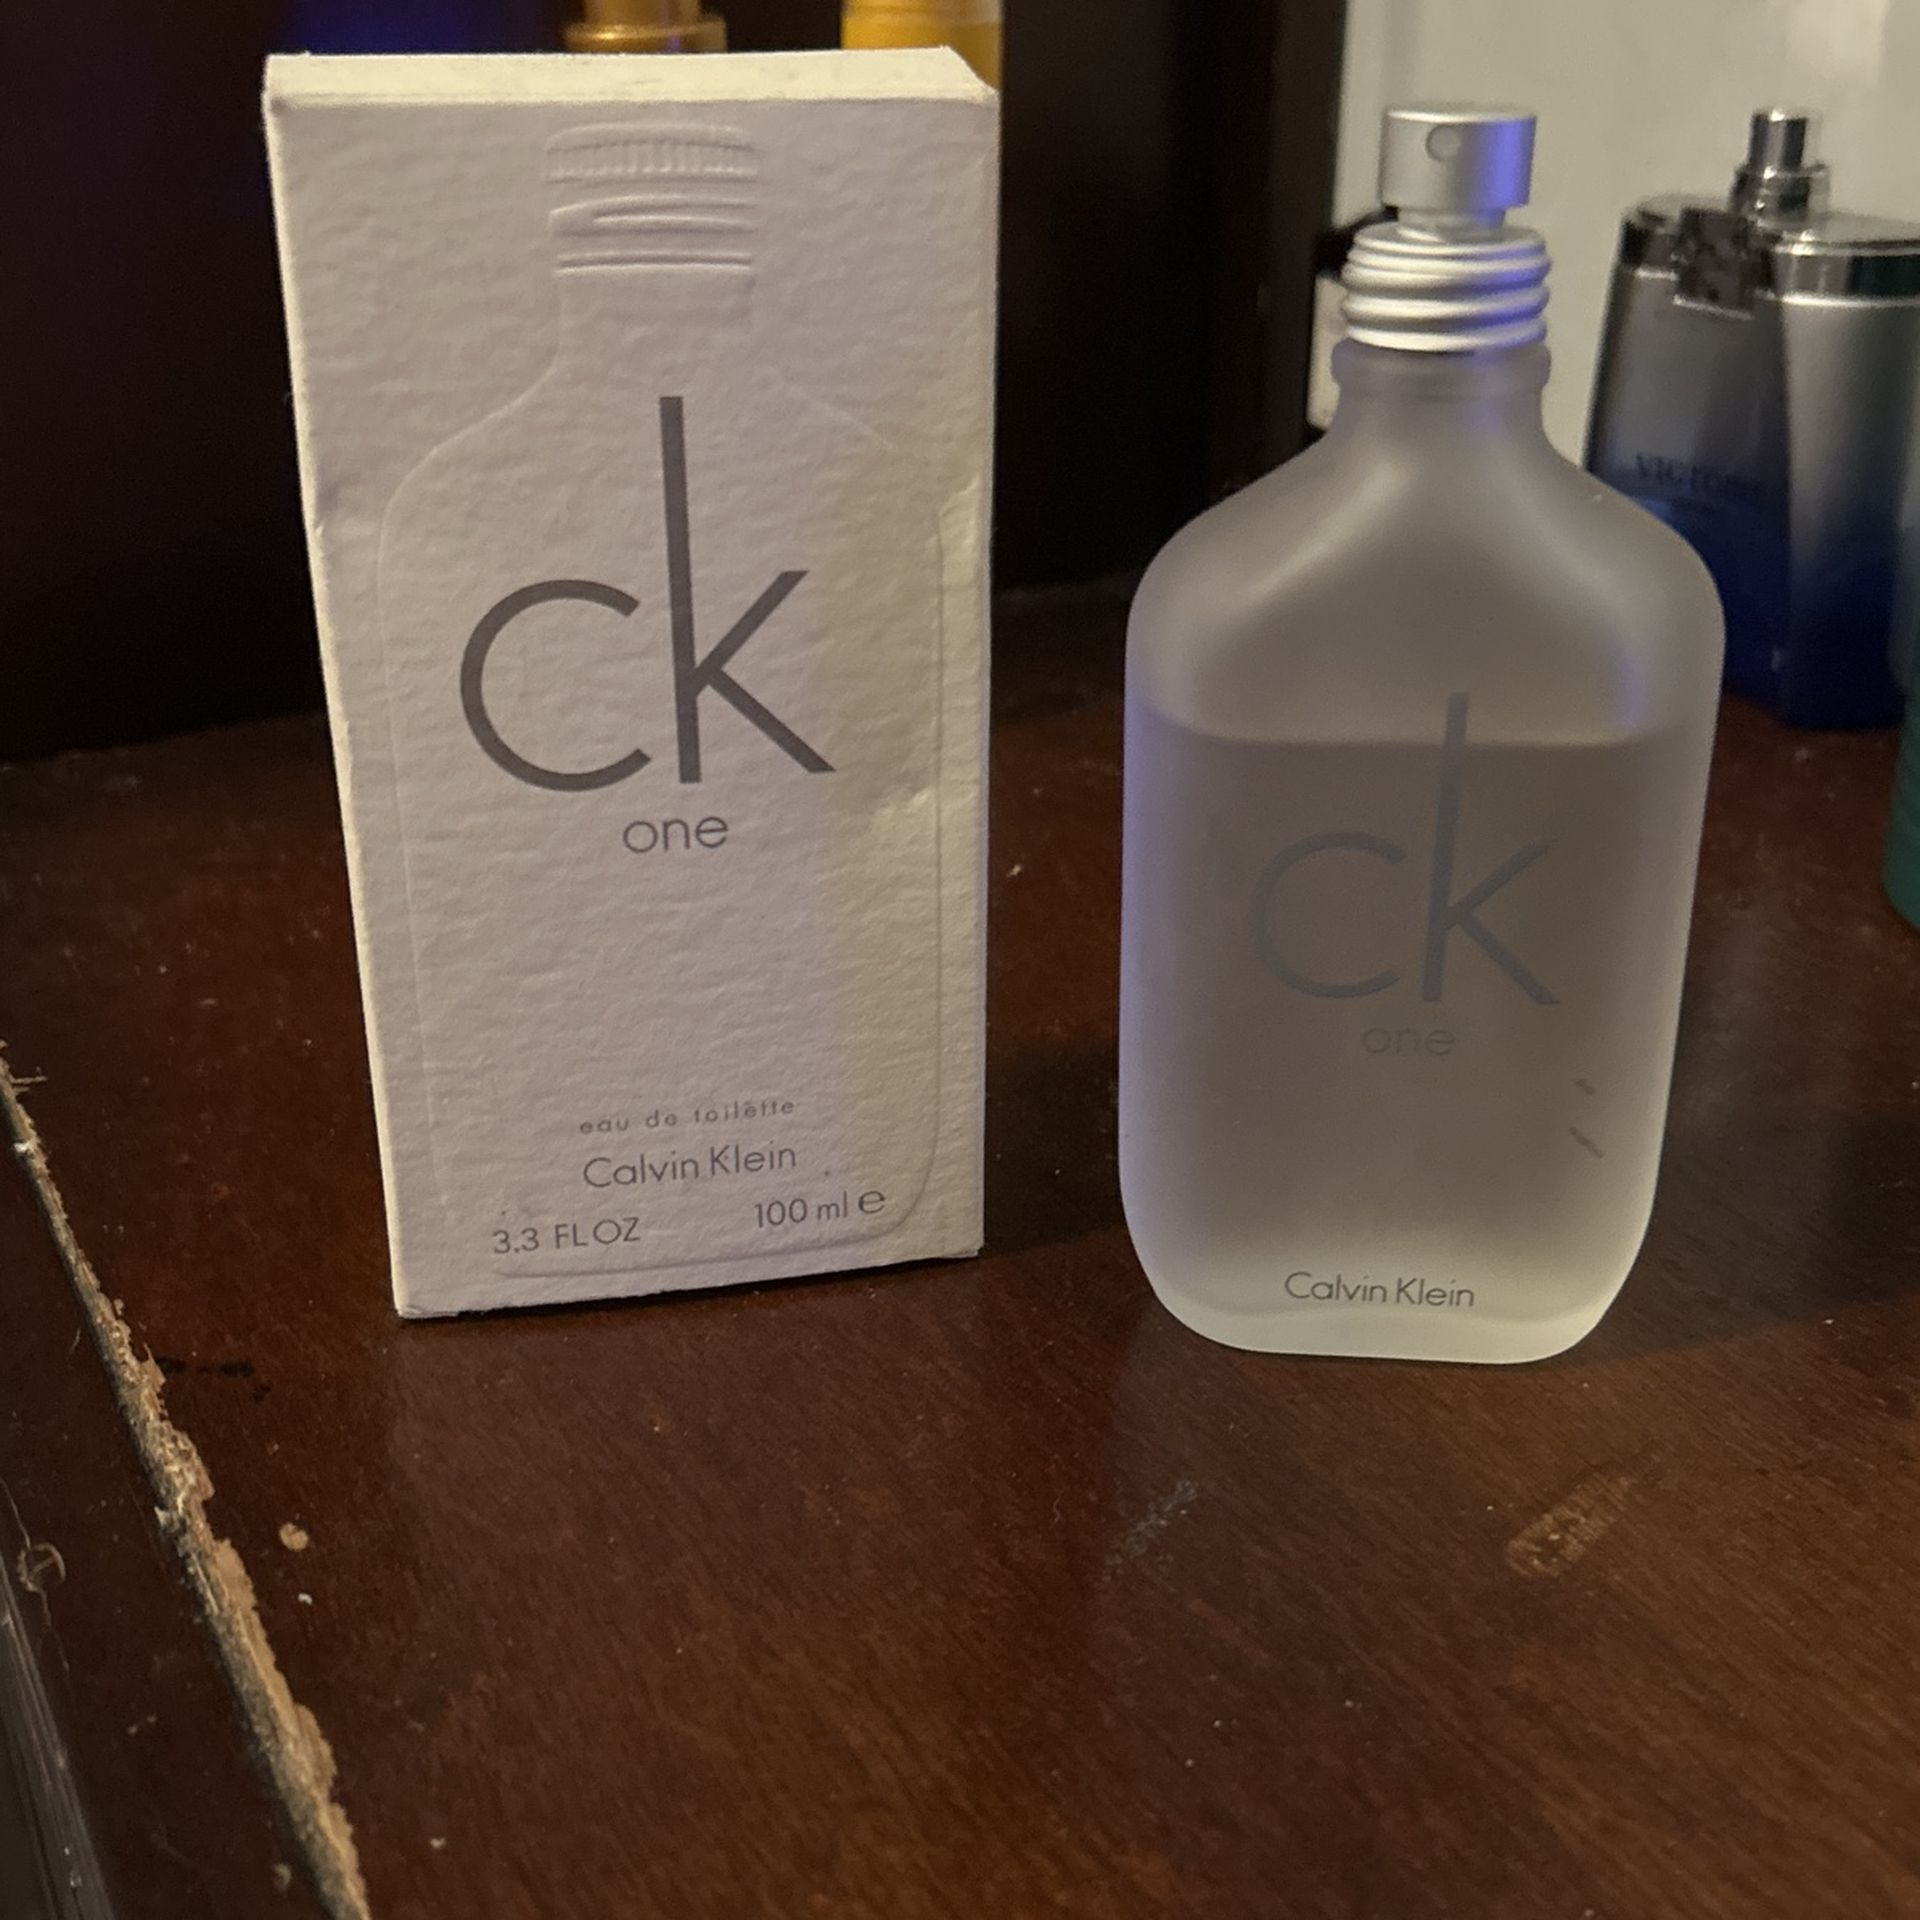 ck
one
eau de toilette
Calvin Klein
3.3 FL OZ
100 ml e
ck
one
Calvin Klein